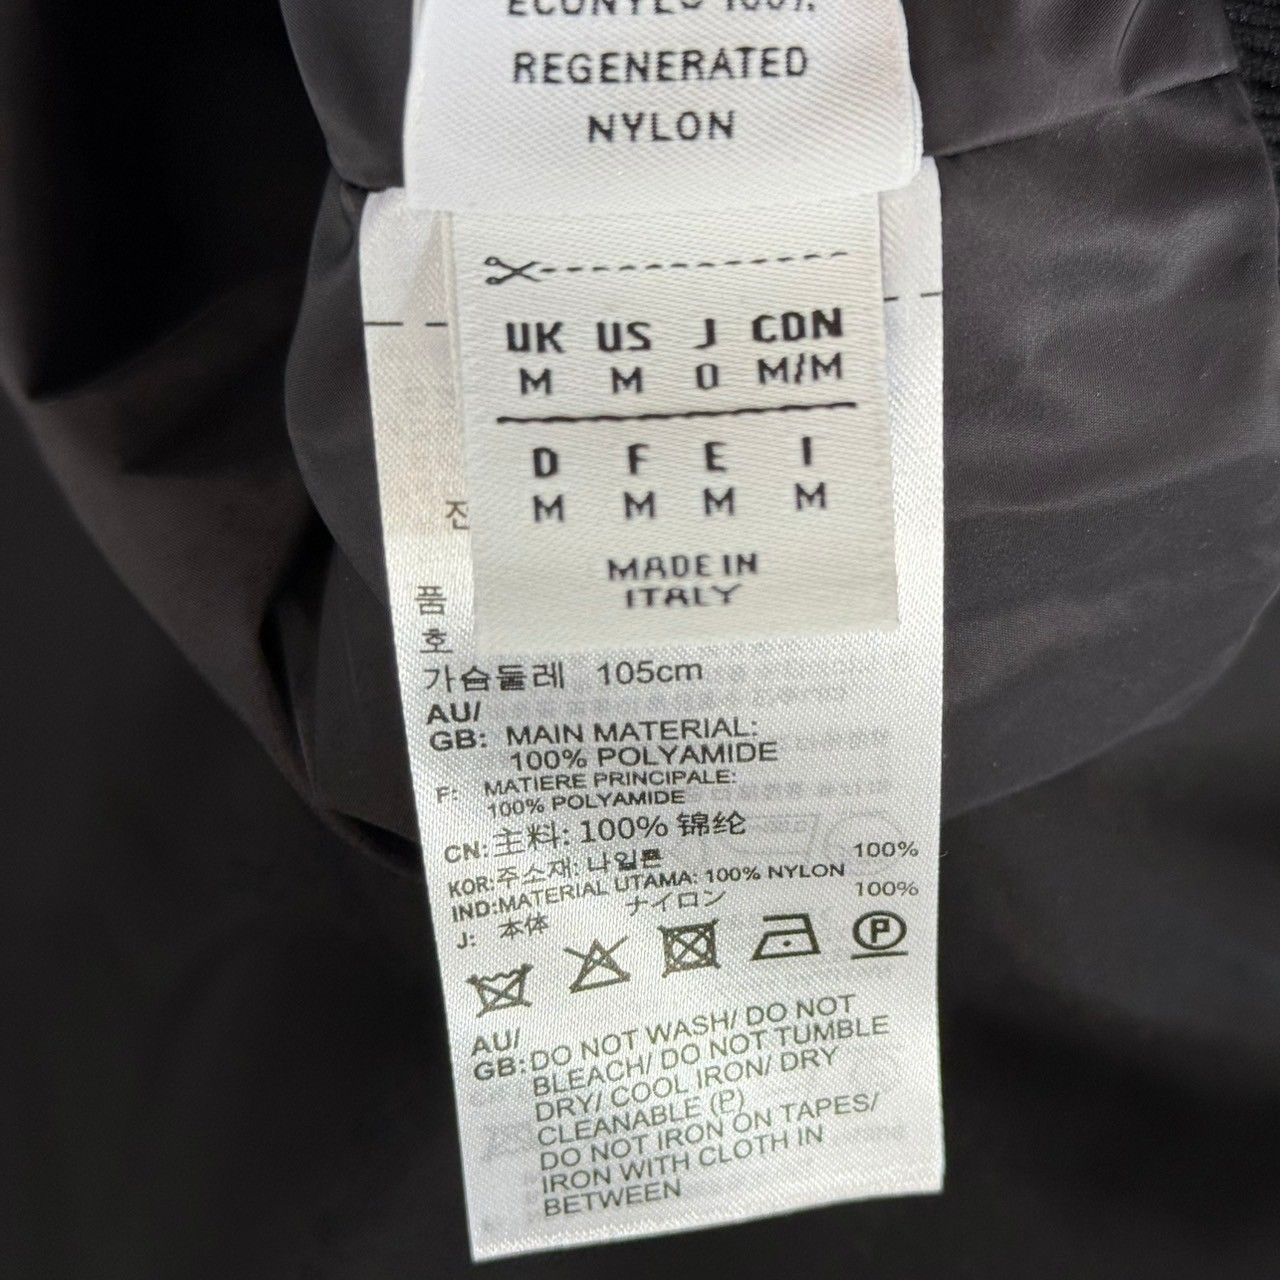 ECONYL® 100%
REGENERATED
NYLON
UK US J CDN
M M O M/M
D F E I
M M M M
MADE IN
ITALY
품
호
가슴둘레 105cm
AU/
GB: MAIN MATERIAL:
100% POLYAMIDE
F: MATIERE PRINCIPALE:
100% POLYAMIDE
CN: 主料: 100% 锦纶
KOR: 주소재: 나일론 100%
IND: MATERIAL UTAMA: 100% NYLON
J: 本体 ナイロン 100%
P
AU/
GB: DO NOT WASH/ DO NOT
BLEACH/ DO NOT TUMBLE
DRY/ COOL IRON/ DRY
CLEANABLE (P)
DO NOT IRON ON TAPES/
IRON WITH CLOTH IN
BETWEEN